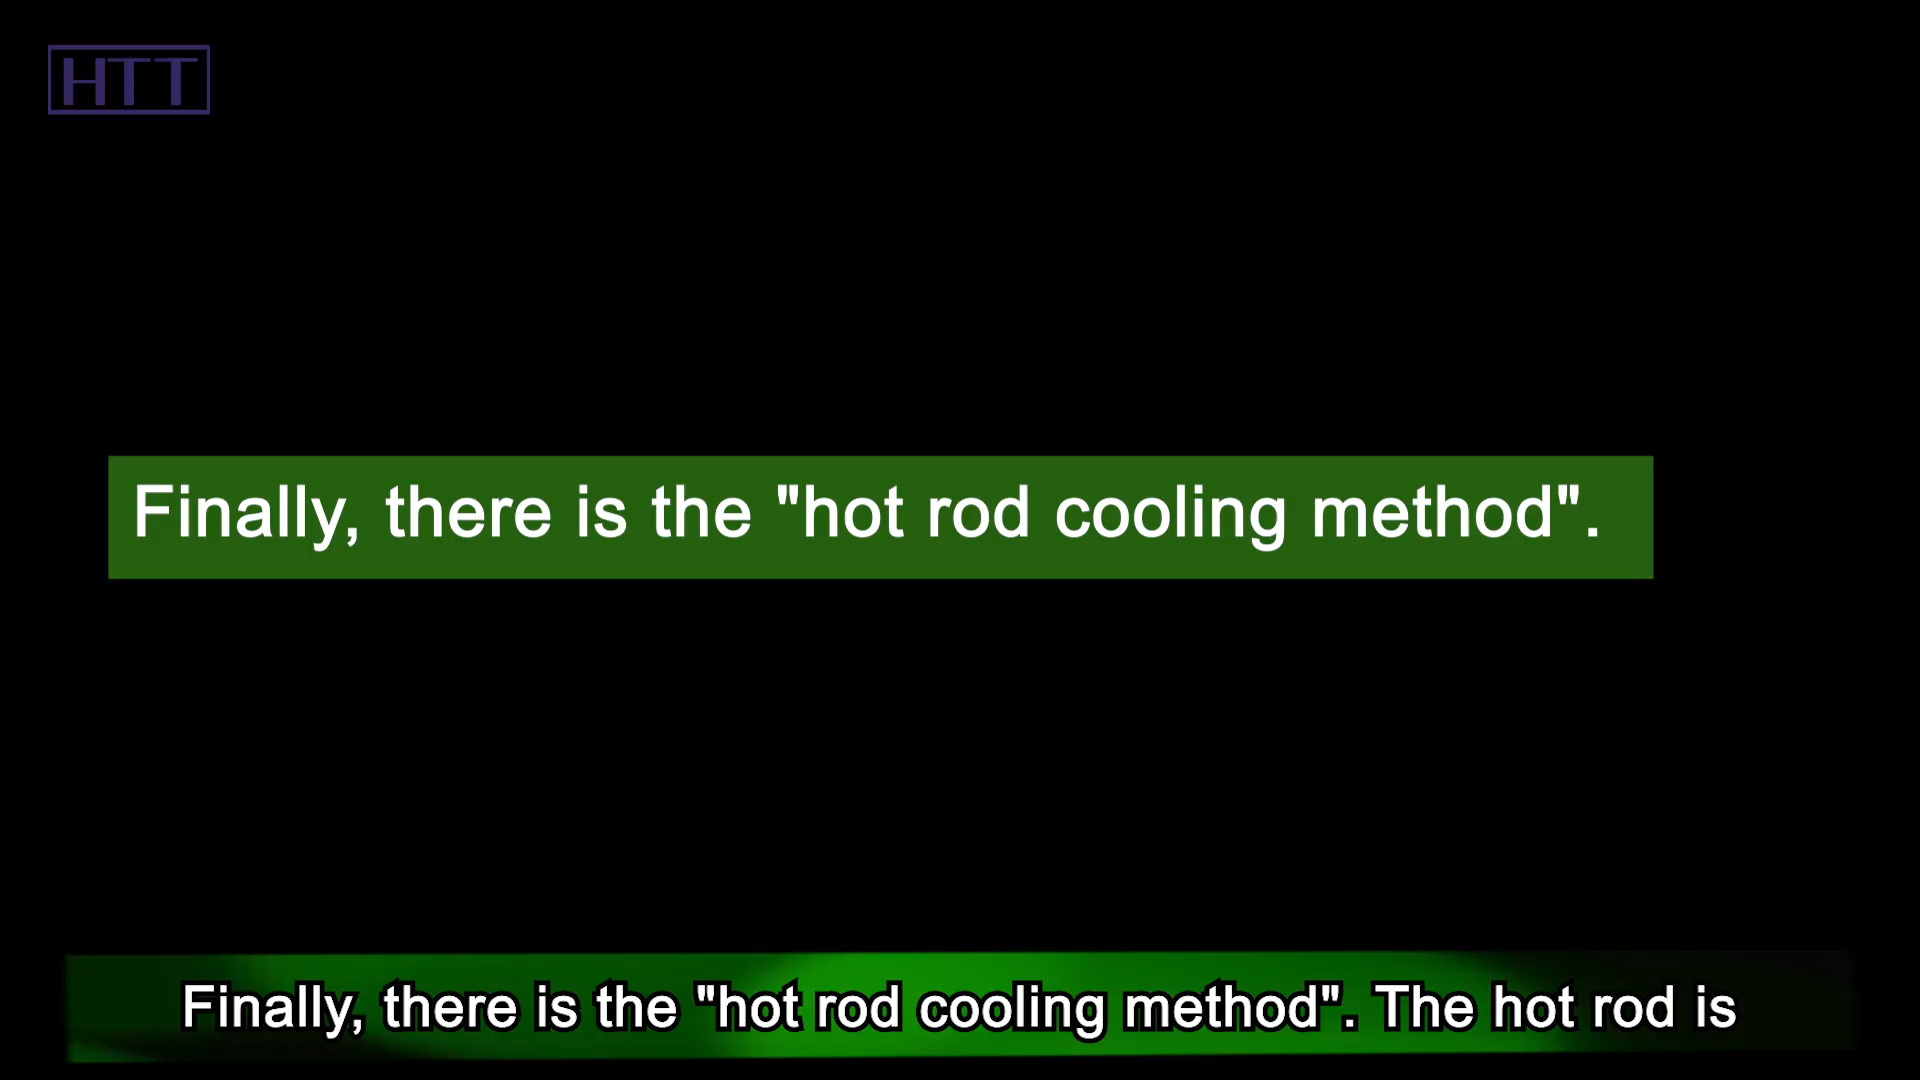 HTT
Finally, there is the "hot rod cooling method".
Finally, there is the "hot rod cooling method". The hot rod is